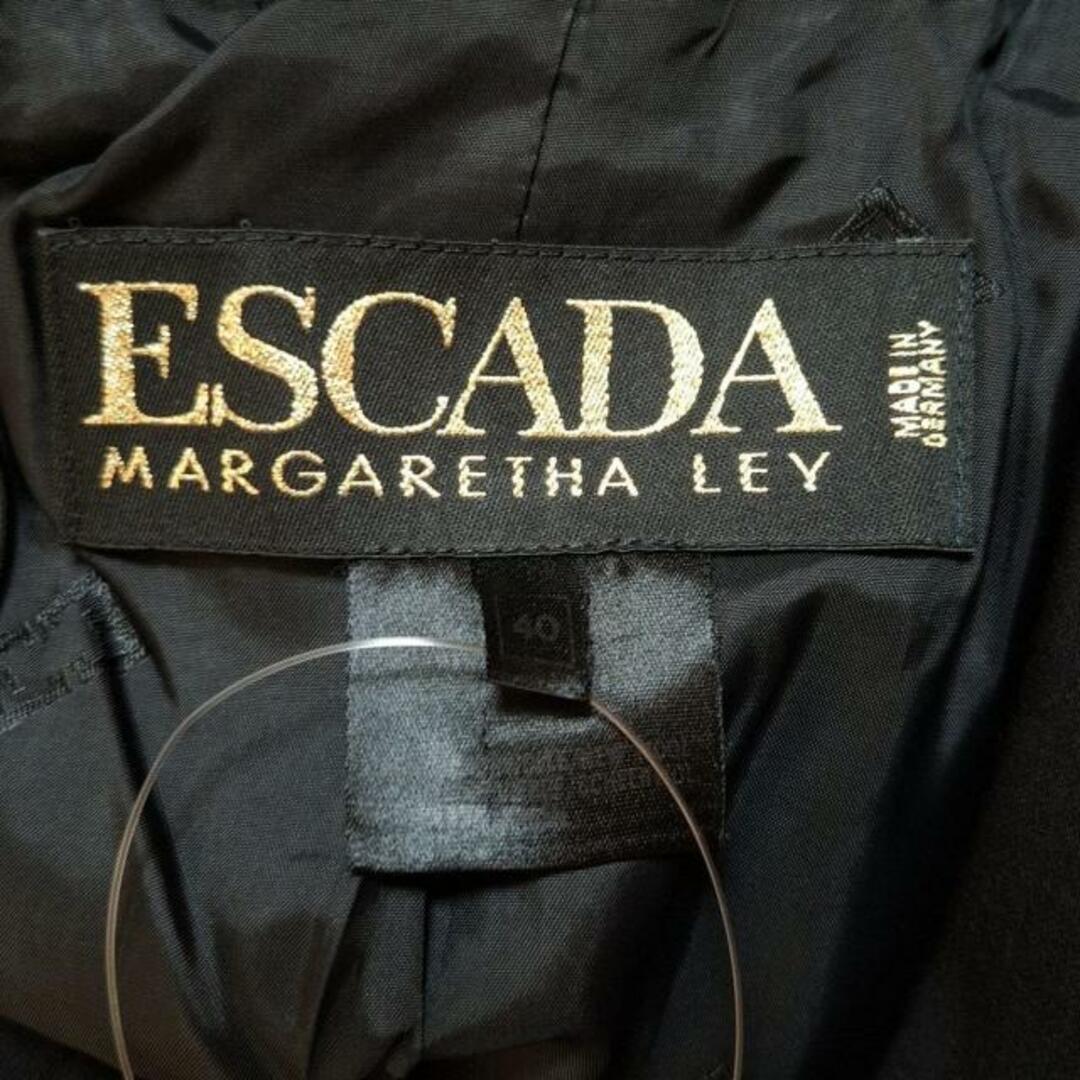 ESCADA
MARGARETHA LEY
MADE IN
GERMANY
40